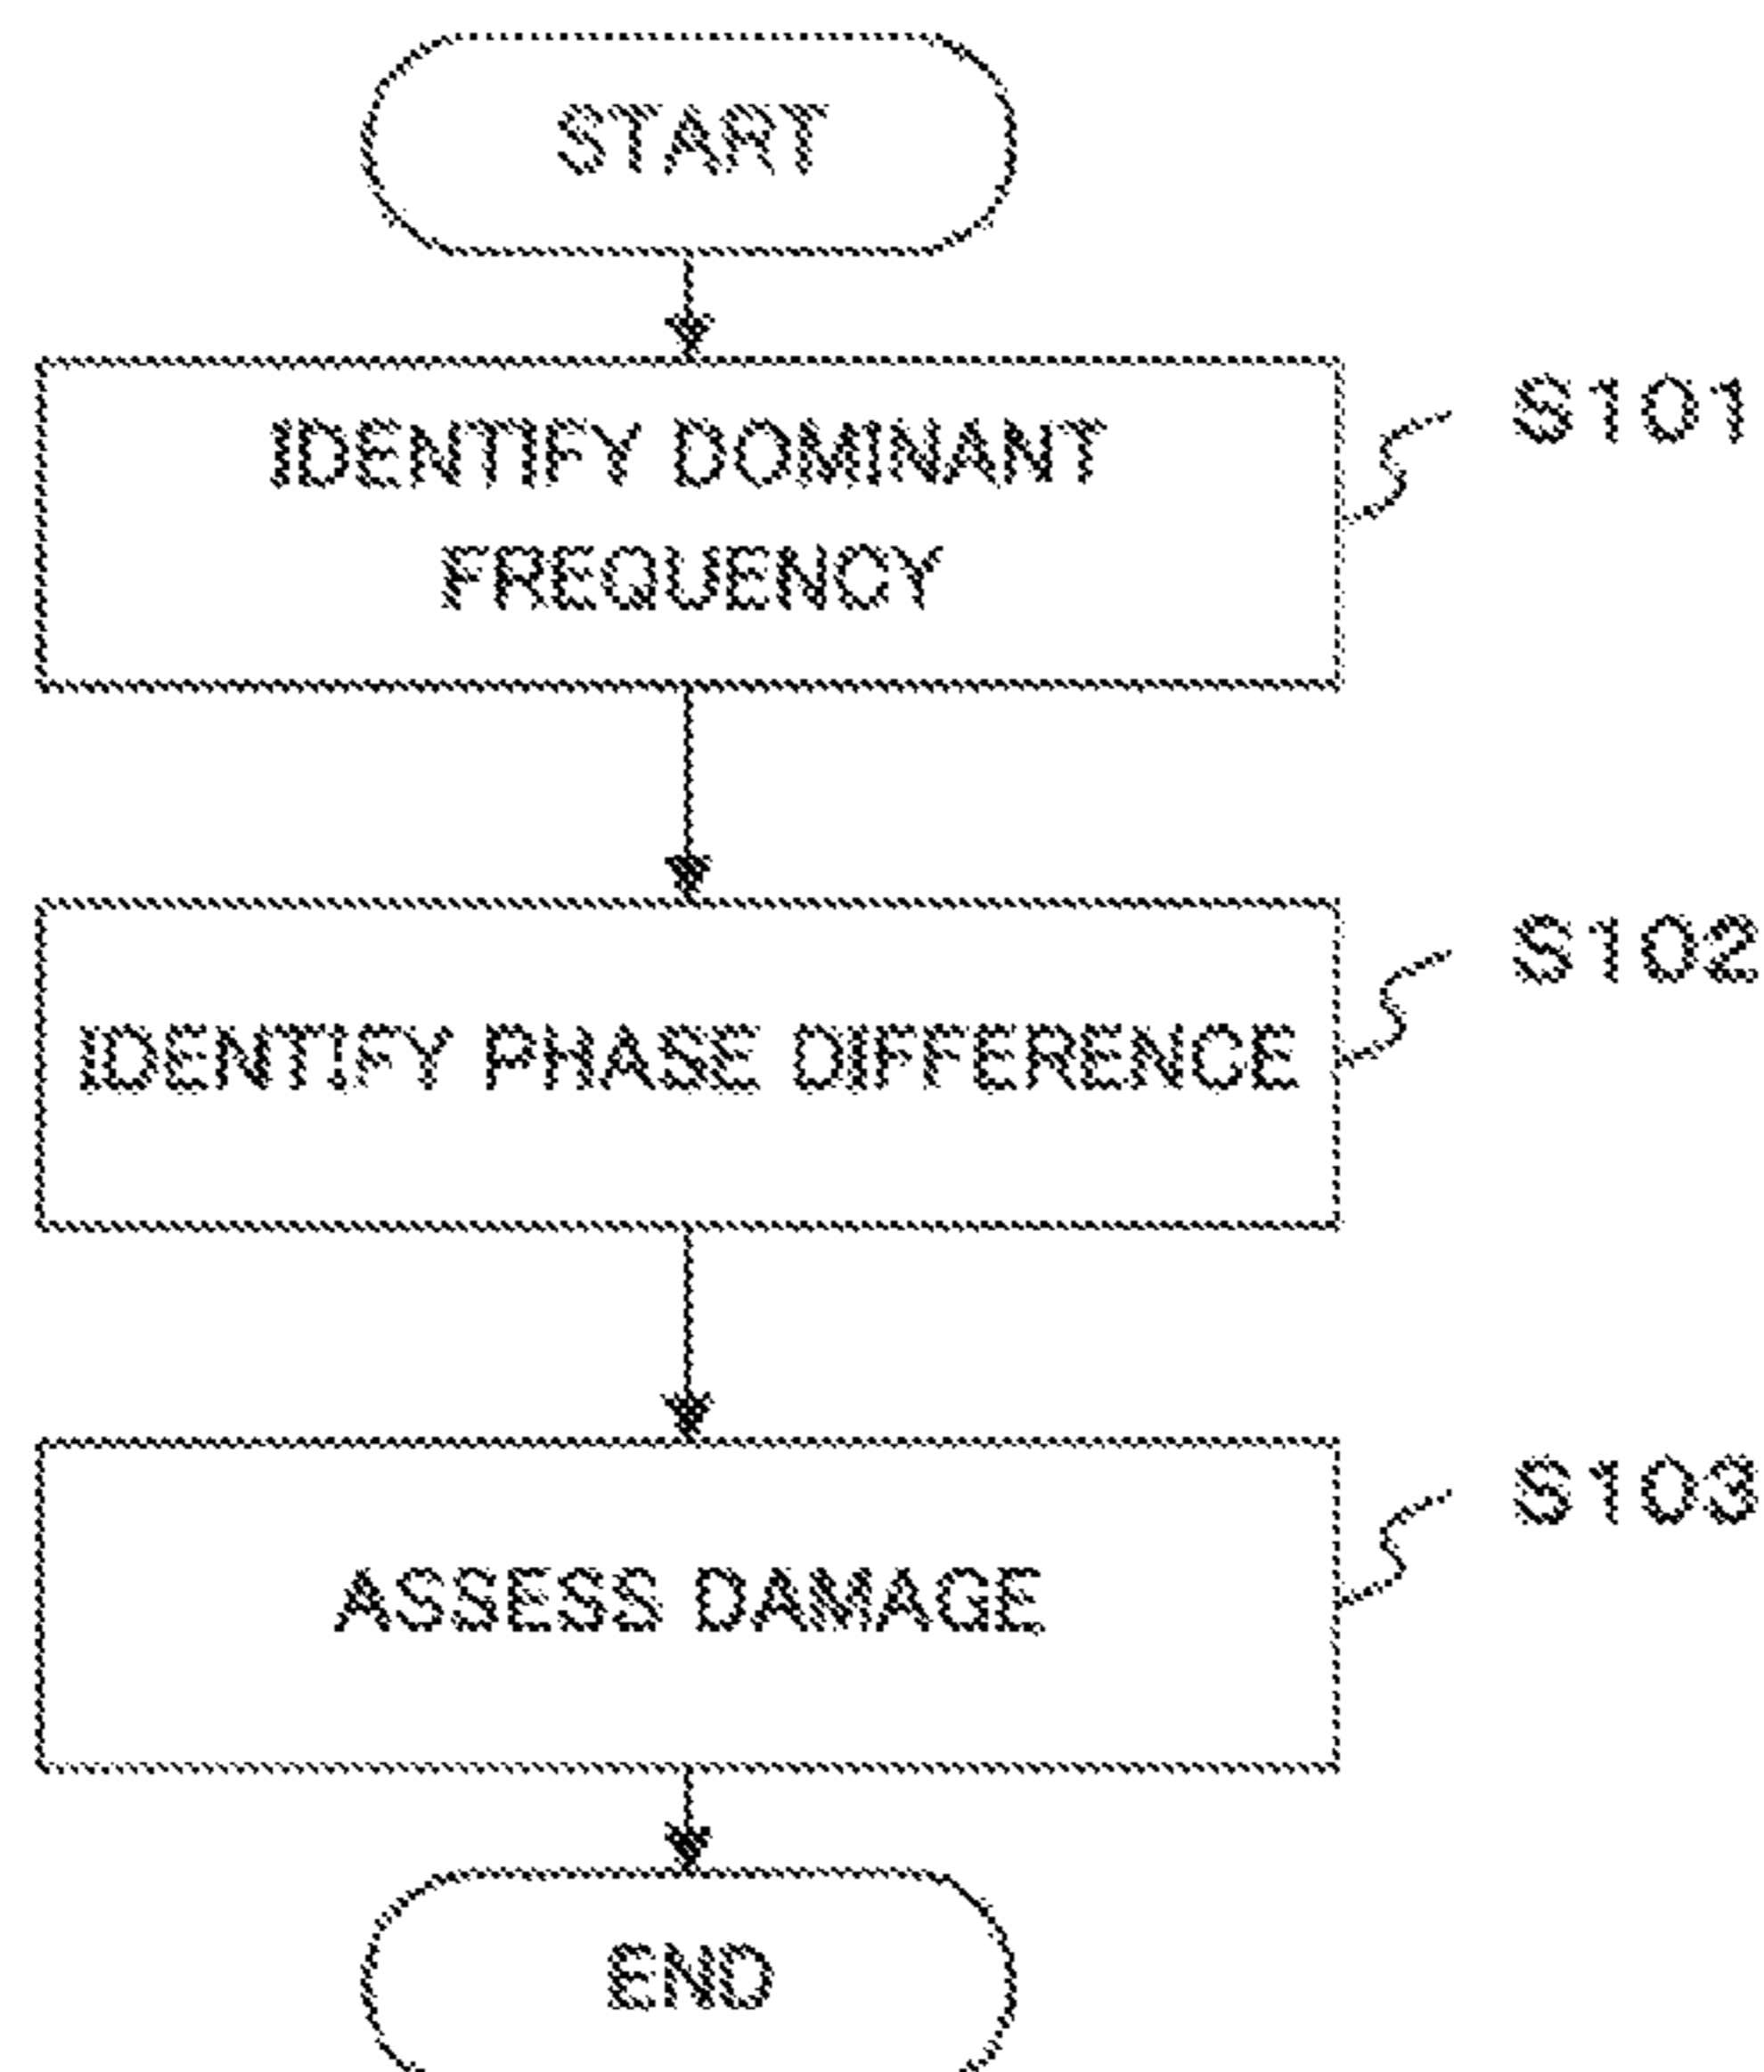 START
IDENTIFY DOMINANT
FREQUENCY
S101
IDENTIFY PHASE DIFFERENCE
S102
ASSESS DAMAGE
S103
END